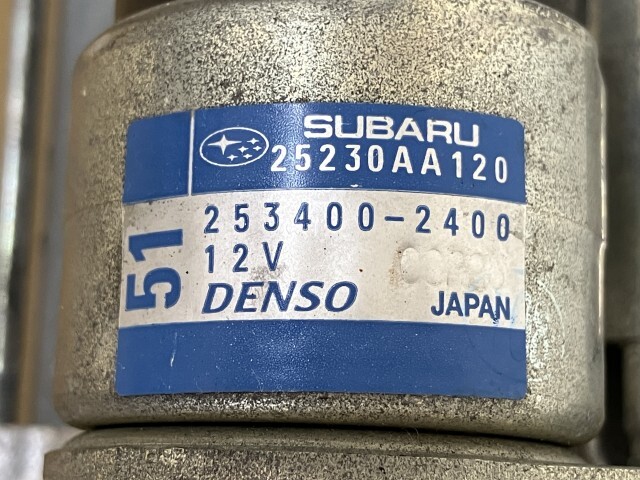 SUBARU
25230AA120
51
253400-2400
12V
DENSO
JAPAN